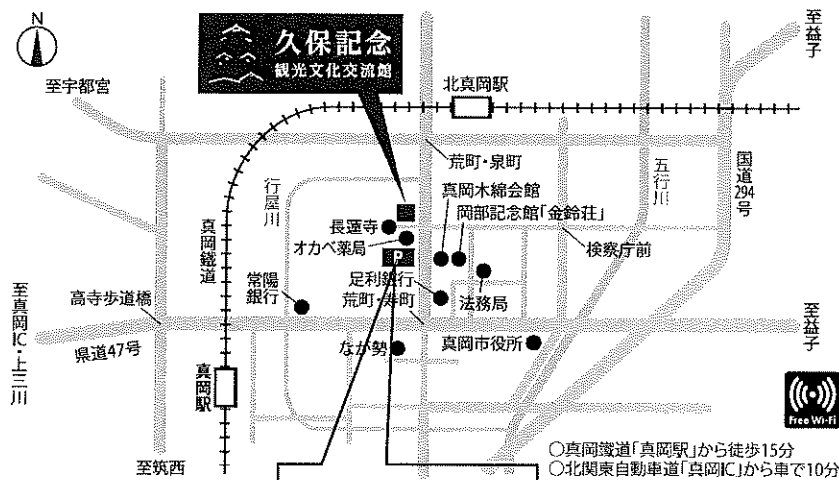 N
久保記念
観光文化交流館
至益子
至宇都宮
北真岡駅
荒町・泉町
五行川
国道294号
行屋川
真岡木綿会館
岡部記念館「金鈴荘」
長蓮寺
オカベ薬局
検察庁前
真岡鐵道
P
常陽
銀行
足利銀行
荒町・寿町
法務局
高寺歩道橋
至真岡IC・上三川
県道47号
至益子
なが勢
真岡市役所
真岡駅
Free Wi-Fi
至筑西
○真岡鐵道「真岡駅」から徒歩15分
○北関東自動車道「真岡IC」から車で10分